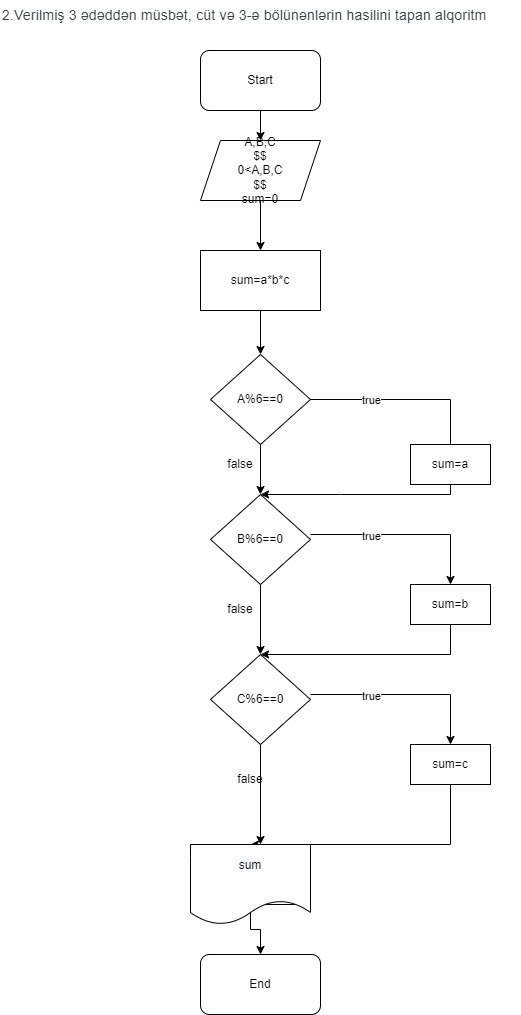 2.Verilmiş 3 ədəddən müsbət, cüt və 3-ə bölünənlərin hasilini tapan alqoritm
Start
A,B,C
$$
0<A,B,C
$$
sum=0
sum=a*b*c
A%6==0
true
false
sum=a
B%6==0
true
false
sum=b
C%6==0
true
false
sum=c
sum
End